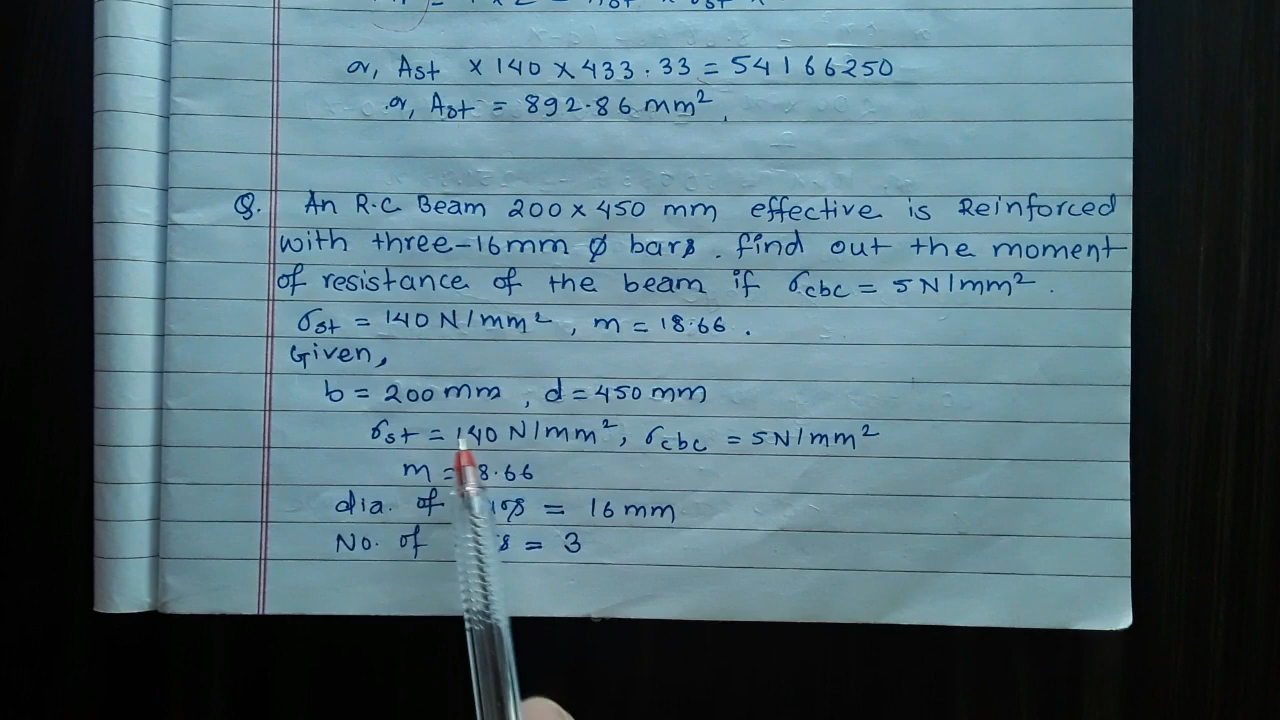 or, Ast × 140 × 433.33 = 54166250
or, Ast = 892.86 mm²
Q. An R.C Beam 200 × 450 mm effective is Reinforced
with three-16mm ϕ bars. find out the moment
of resistance of the beam if σcbc = 5N/mm².
σst = 140 N/mm², m = 18.66.
Given,
b = 200 mm, d = 450 mm
σst = 140 N/mm², σcbc = 5N/mm²
m = 8.66
dia. of = 16 mm
No. of = 3